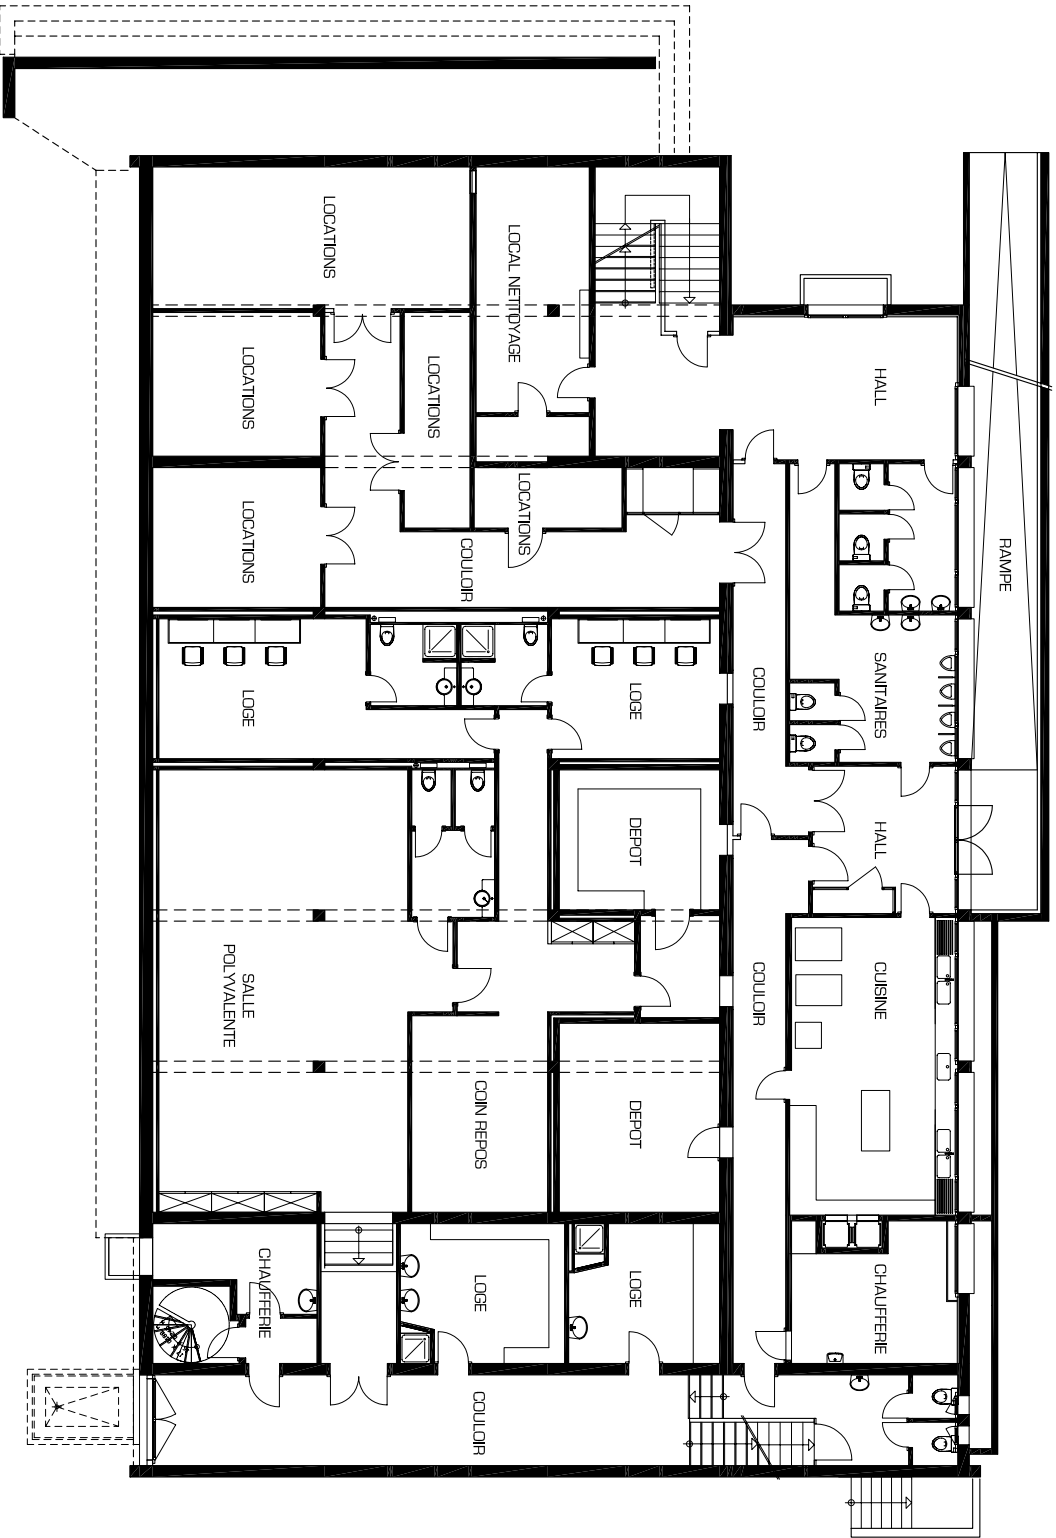 LOCATIONS
LOCAL NETTOYAGE
LOCATIONS
LOCATIONS
HALL
LOCATIONS
LOCATIONS
COULOIR
RAMPE
LOGE
LOGE
COULOIR
SANITAIRES
DEPOT
HALL
SALLE
POLYVALENTE
COULOIR
CUISINE
COIN REPOS
DEPOT
CHAUFFERIE
LOGE
LOGE
CHAUFFERIE
COULOIR